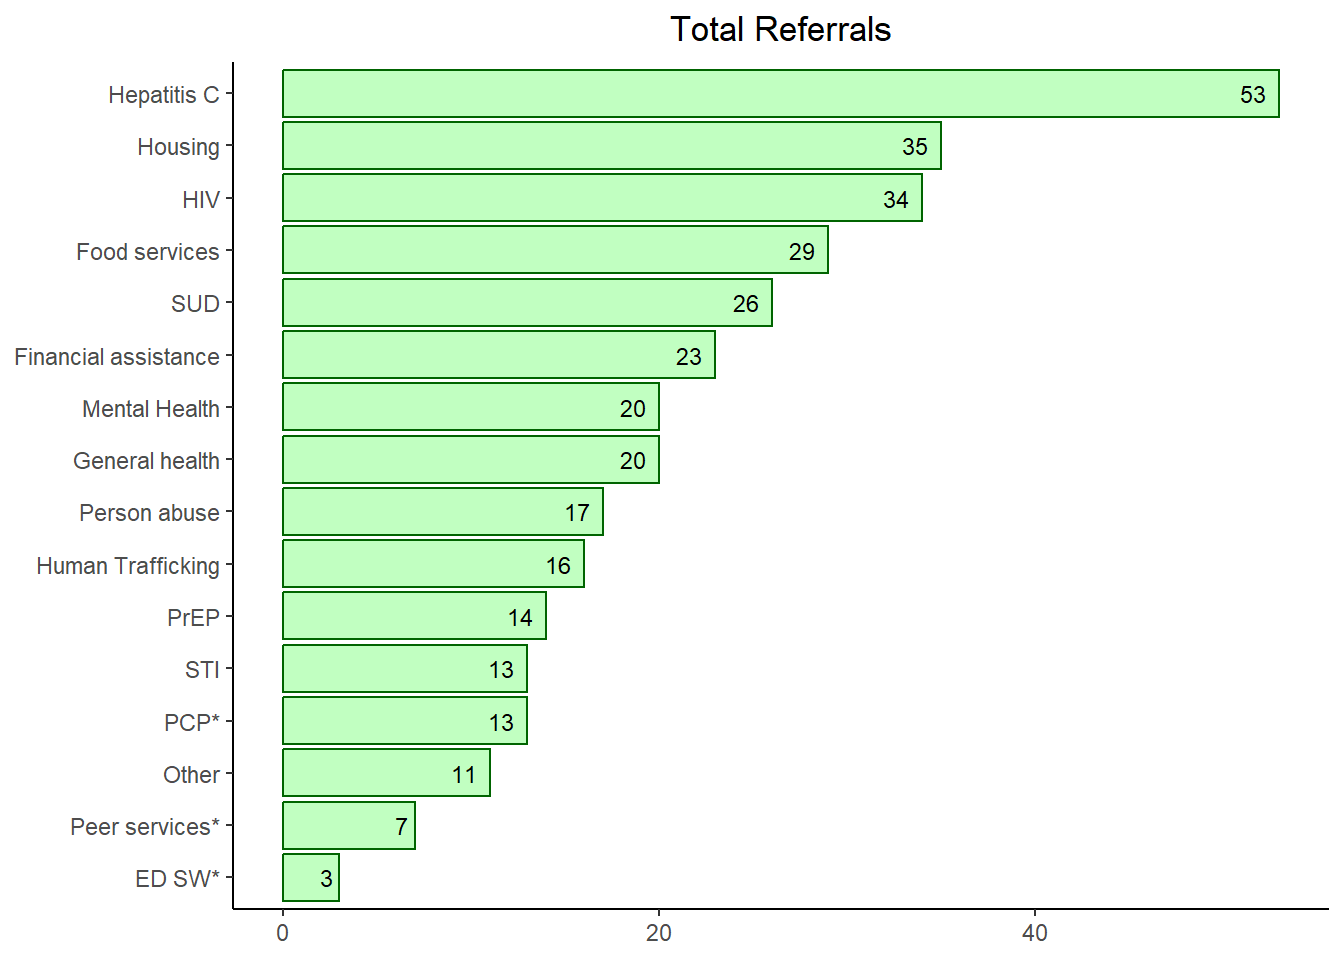 Total Referrals
Hepatitis C 53
Housing 35
HIV 34
Food services 29
SUD 26
Financial assistance 23
Mental Health 20
General health 20
Person abuse 17
Human Trafficking 16
PrEP 14
STI 13
PCP* 13
Other 11
Peer services* 7
ED SW* 3
0 20 40